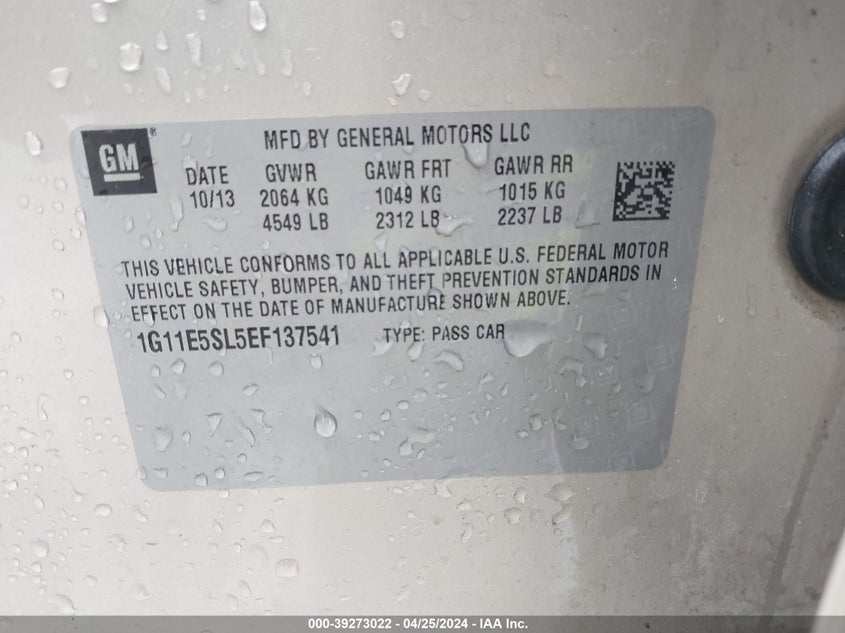 GM®
MFD BY GENERAL MOTORS LLC
DATE GVWR GAWR FRT GAWR RR
10/13 2064 KG 1049 KG 1015 KG
4549 LB 2312 LB 2237 LB
THIS VEHICLE CONFORMS TO ALL APPLICABLE U.S. FEDERAL MOTOR
VEHICLE SAFETY, BUMPER, AND THEFT PREVENTION STANDARDS IN
EFFECT ON THE DATE OF MANUFACTURE SHOWN ABOVE.
1G11E5SL5EF137541 TYPE: PASS CAR
000-39273022 - 04/25/2024 - IAA Inc.